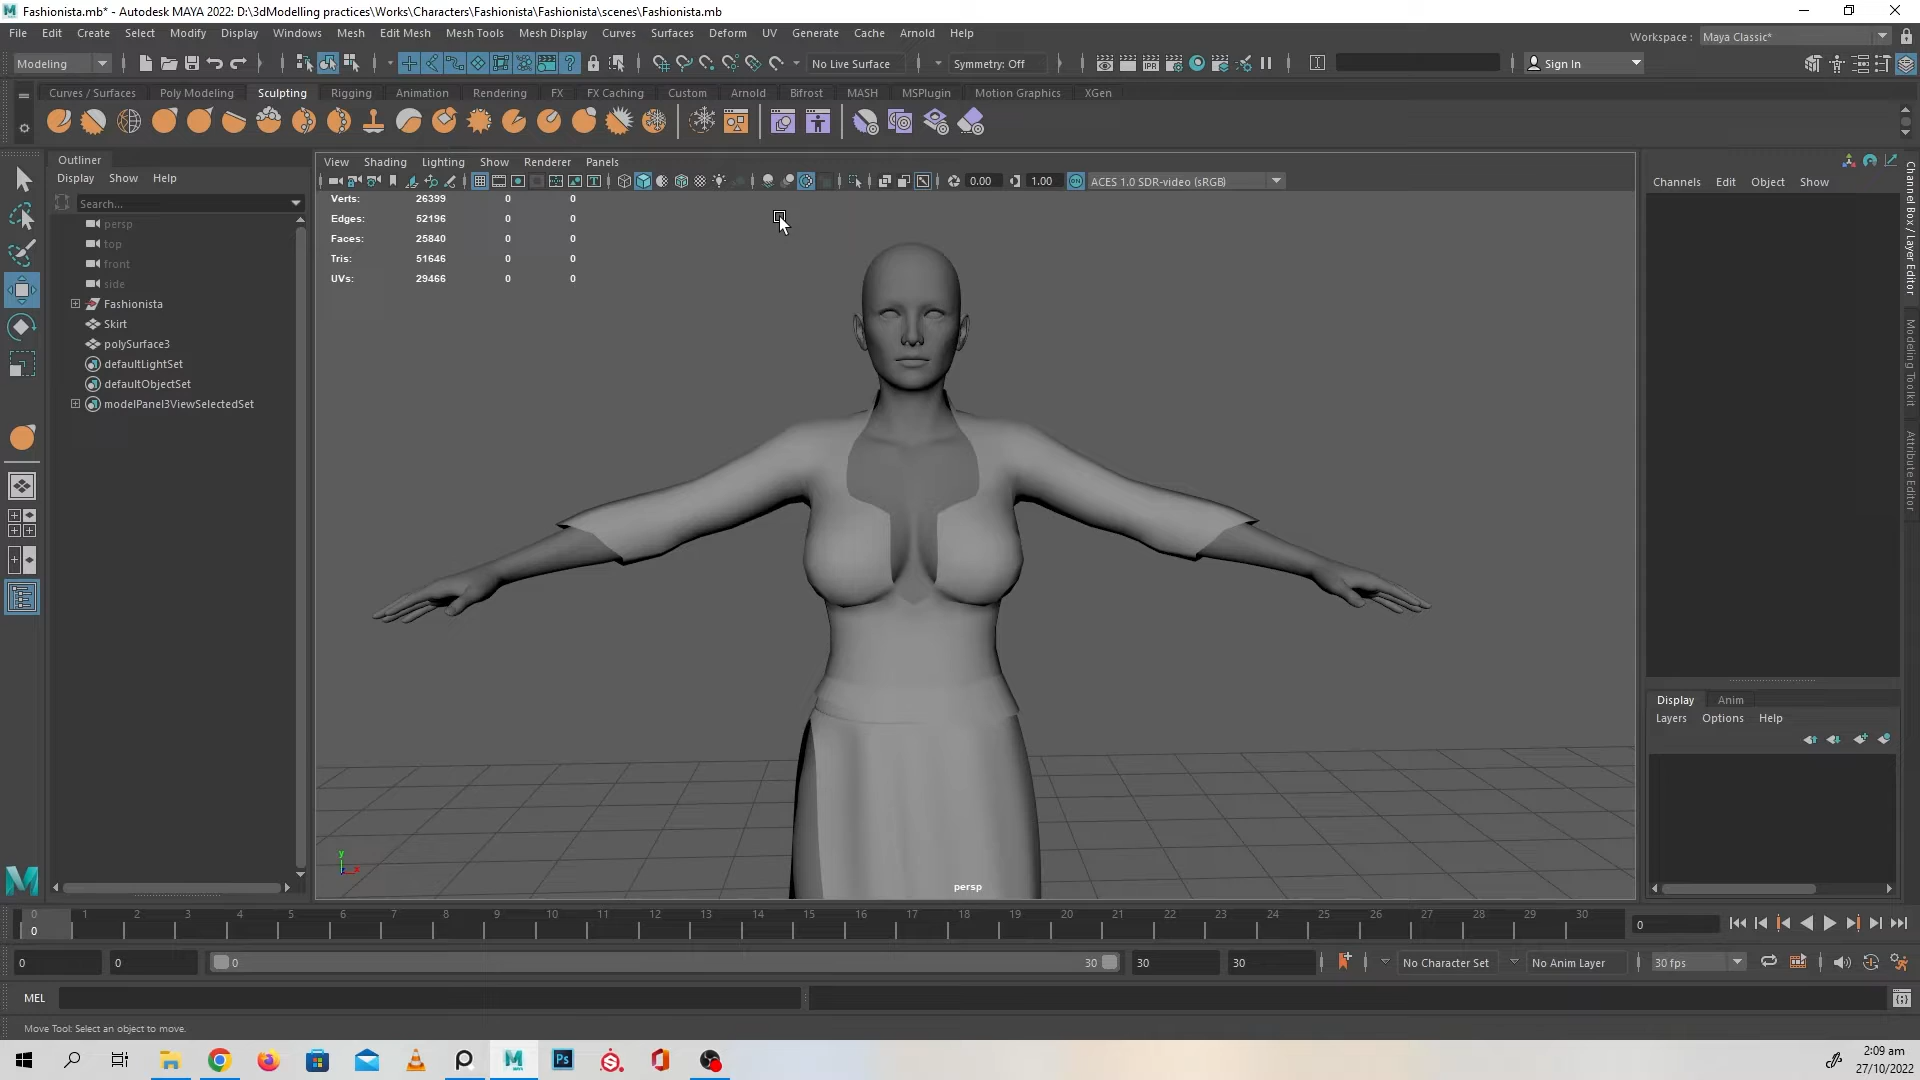 Fashionista.mb* - Autodesk MAYA 2022: D:\3dModelling practices\Works\Characters\Fashionista\Fashionista\scenes\Fashionista.mb
File Edit Create Select Modify Display Windows Mesh Edit Mesh Mesh Tools Mesh Display Curves Surfaces Deform UV Generate Cache Arnold Help
Workspace : Maya Classic*
Modeling No Live Surface Symmetry: Off Sign In
Curves / Surfaces Poly Modeling Sculpting Rigging Animation Rendering FX FX Caching Custom Arnold Bifrost MASH MSPlugin Motion Graphics XGen
Outliner
Display Show Help
Search...
persp
top
front
side
Fashionista
Skirt
polySurface3
defaultLightSet
defaultObjectSet
modelPanel3ViewSelectedSet
View Shading Lighting Show Renderer Panels
0.00 1.00 ACES 1.0 SDR-video (sRGB)
Verts: 26399 0 0
Edges: 52196 0 0
Faces: 25840 0 0
Tris: 51646 0 0
UVs: 29466 0 0
y
x
persp
Channels Edit Object Show
Channel Box / Layer Editor
Modeling Toolkit
Attribute Editor
Display Anim
Layers Options Help
0 1 2 3 4 5 6 7 8 9 10 11 12 13 14 15 16 17 18 19 20 21 22 23 24 25 26 27 28 29 30
0
0
0 0 0 30 30 30 No Character Set No Anim Layer 30 fps
MEL
Move Tool: Select an object to move.
2:09 am
27/10/2022